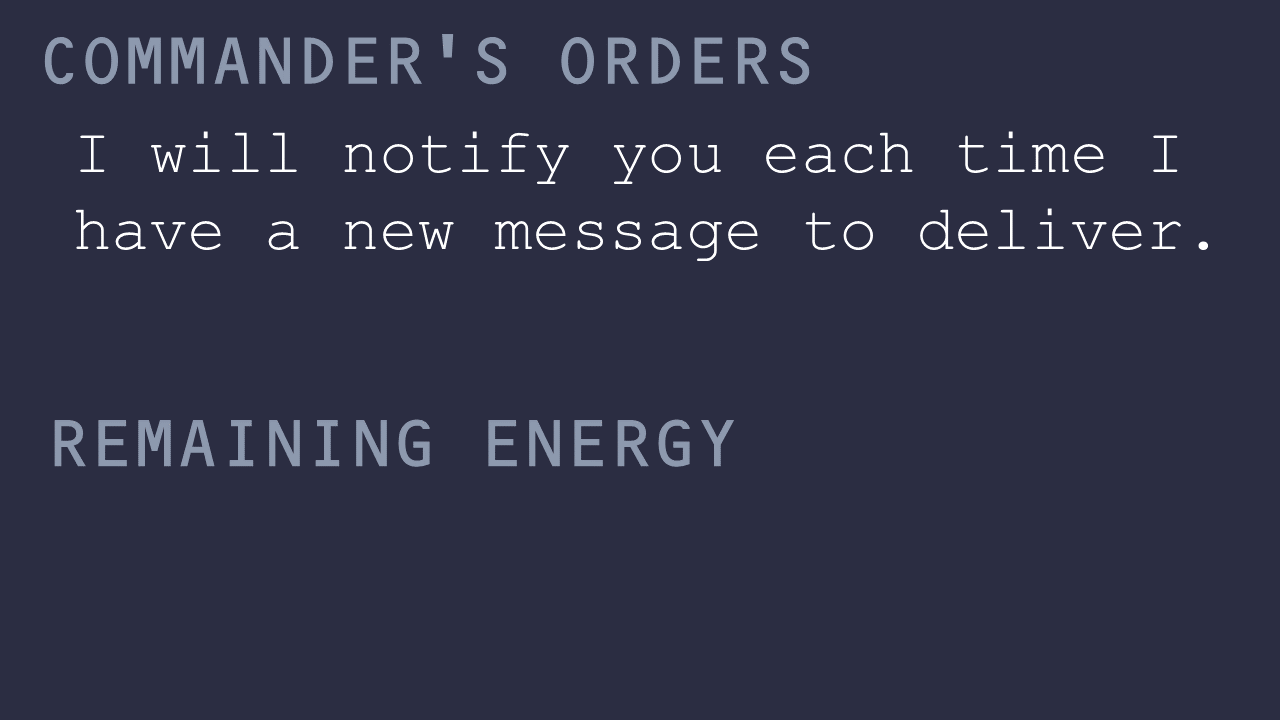 COMMANDER'S ORDERS
I will notify you each time I
have a new message to deliver.
REMAINING ENERGY